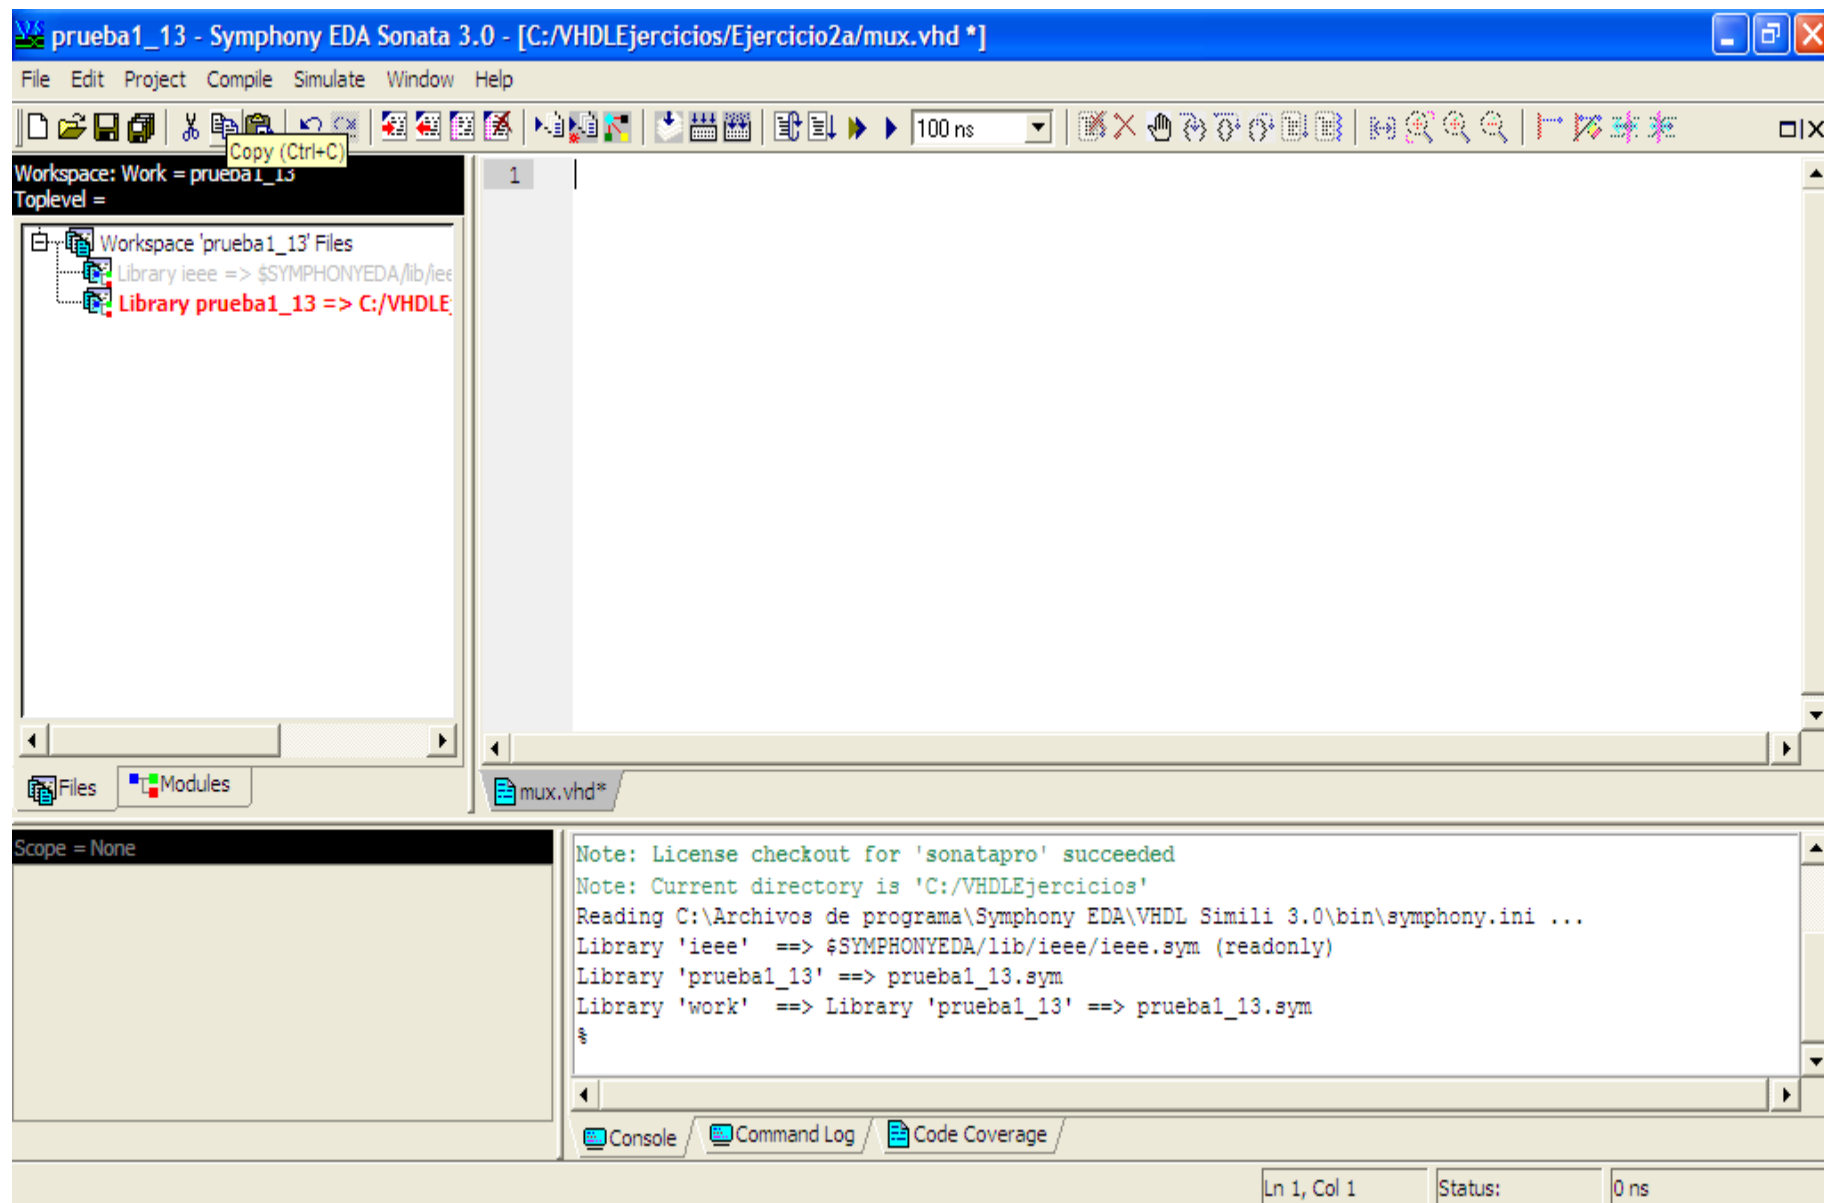 prueba1_13 - Symphony EDA Sonata 3.0 - [C:/VHDLEjercicios/Ejercicio2a/mux.vhd *]
File Edit Project Compile Simulate Window Help
100 ns
Copy (Ctrl+C)
Workspace: Work = prueba1_13
Toplevel =
1
Workspace 'prueba1_13' Files
Library ieee => $SYMPHONYEDA/lib/iee
Library prueba1_13 => C:/VHDLE
Files Modules
mux.vhd*
Scope = None
Note: License checkout for 'sonatapro' succeeded
Note: Current directory is 'C:/VHDLEjercicios'
Reading C:\Archivos de programa\Symphony EDA\VHDL Simili 3.0\bin\symphony.ini ...
Library 'ieee' ==> $SYMPHONYEDA/lib/ieee/ieee.sym (readonly)
Library 'prueba1_13' ==> prueba1_13.sym
Library 'work' ==> Library 'prueba1_13' ==> prueba1_13.sym
%
Console Command Log Code Coverage
Ln 1, Col 1 Status: 0 ns